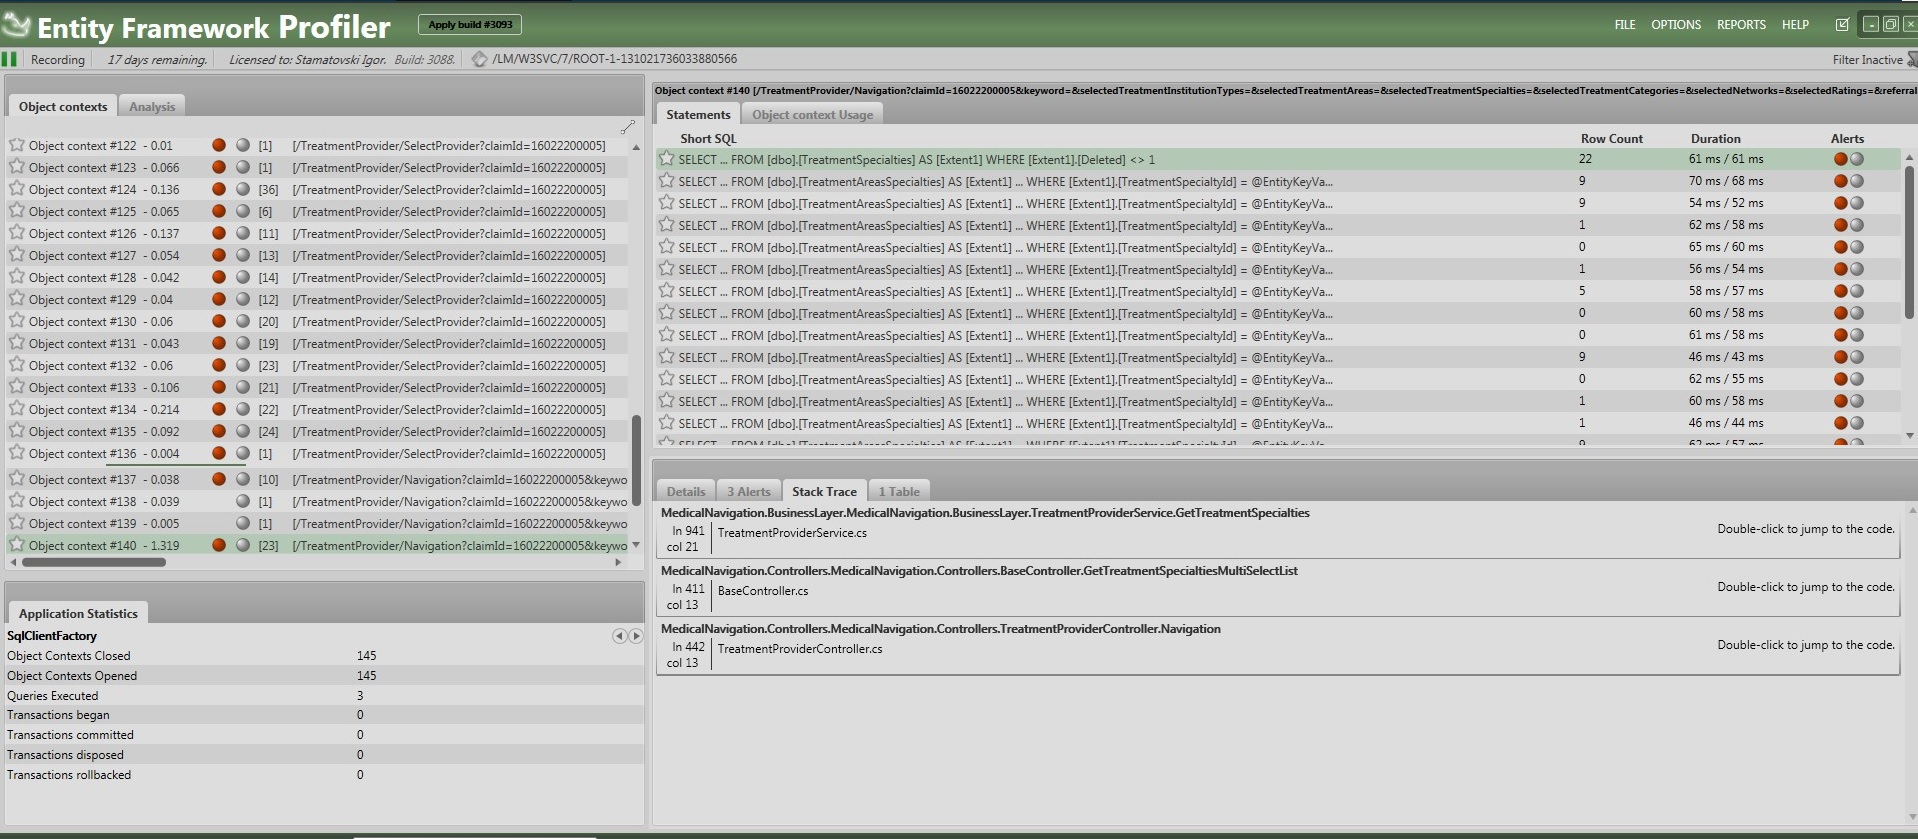 Entity Framework Profiler
Apply build #3093
FILE OPTIONS REPORTS HELP
Recording 17 days remaining. Licensed to: Stamatovski Igor. Build: 3088. /LM/W3SVC/7/ROOT-1-131021736033880566 Filter Inactive
Object contexts Analysis
Object context #122 - 0.01 [1] [/TreatmentProvider/SelectProvider?claimId=16022200005]
Object context #123 - 0.066 [1] [/TreatmentProvider/SelectProvider?claimId=16022200005]
Object context #124 - 0.136 [36] [/TreatmentProvider/SelectProvider?claimId=16022200005]
Object context #125 - 0.065 [6] [/TreatmentProvider/SelectProvider?claimId=16022200005]
Object context #126 - 0.137 [11] [/TreatmentProvider/SelectProvider?claimId=16022200005]
Object context #127 - 0.054 [13] [/TreatmentProvider/SelectProvider?claimId=16022200005]
Object context #128 - 0.042 [14] [/TreatmentProvider/SelectProvider?claimId=16022200005]
Object context #129 - 0.04 [12] [/TreatmentProvider/SelectProvider?claimId=16022200005]
Object context #130 - 0.06 [20] [/TreatmentProvider/SelectProvider?claimId=16022200005]
Object context #131 - 0.043 [19] [/TreatmentProvider/SelectProvider?claimId=16022200005]
Object context #132 - 0.06 [23] [/TreatmentProvider/SelectProvider?claimId=16022200005]
Object context #133 - 0.106 [21] [/TreatmentProvider/SelectProvider?claimId=16022200005]
Object context #134 - 0.214 [22] [/TreatmentProvider/SelectProvider?claimId=16022200005]
Object context #135 - 0.092 [24] [/TreatmentProvider/SelectProvider?claimId=16022200005]
Object context #136 - 0.004 [1] [/TreatmentProvider/SelectProvider?claimId=16022200005]
Object context #137 - 0.038 [10] [/TreatmentProvider/Navigation?claimId=16022200005&keywo
Object context #138 - 0.039 [1] [/TreatmentProvider/Navigation?claimId=16022200005&keywo
Object context #139 - 0.005 [1] [/TreatmentProvider/Navigation?claimId=16022200005&keywo
Object context #140 - 1.319 [23] [/TreatmentProvider/Navigation?claimId=16022200005&keywo
Application Statistics
SqlClientFactory
Object Contexts Closed 145
Object Contexts Opened 145
Queries Executed 3
Transactions began 0
Transactions committed 0
Transactions disposed 0
Transactions rollbacked 0
Object context #140 [/TreatmentProvider/Navigation?claimId=16022200005&keyword=&selectedTreatmentInstitutionTypes=&selectedTreatmentAreas=&selectedTreatmentSpecialties=&selectedTreatmentCategories=&selectedNetworks=&selectedRatings=&referral
Statements Object context Usage
Short SQL Row Count Duration Alerts
SELECT ... FROM [dbo].[TreatmentSpecialties] AS [Extent1] WHERE [Extent1].[Deleted] <> 1 22 61 ms / 61 ms
SELECT ... FROM [dbo].[TreatmentAreasSpecialties] AS [Extent1] ... WHERE [Extent1].[TreatmentSpecialtyId] = @EntityKeyVa... 9 70 ms / 68 ms
SELECT ... FROM [dbo].[TreatmentAreasSpecialties] AS [Extent1] ... WHERE [Extent1].[TreatmentSpecialtyId] = @EntityKeyVa... 9 54 ms / 52 ms
SELECT ... FROM [dbo].[TreatmentAreasSpecialties] AS [Extent1] ... WHERE [Extent1].[TreatmentSpecialtyId] = @EntityKeyVa... 1 62 ms / 58 ms
SELECT ... FROM [dbo].[TreatmentAreasSpecialties] AS [Extent1] ... WHERE [Extent1].[TreatmentSpecialtyId] = @EntityKeyVa... 0 65 ms / 60 ms
SELECT ... FROM [dbo].[TreatmentAreasSpecialties] AS [Extent1] ... WHERE [Extent1].[TreatmentSpecialtyId] = @EntityKeyVa... 1 56 ms / 54 ms
SELECT ... FROM [dbo].[TreatmentAreasSpecialties] AS [Extent1] ... WHERE [Extent1].[TreatmentSpecialtyId] = @EntityKeyVa... 5 58 ms / 57 ms
SELECT ... FROM [dbo].[TreatmentAreasSpecialties] AS [Extent1] ... WHERE [Extent1].[TreatmentSpecialtyId] = @EntityKeyVa... 0 60 ms / 58 ms
SELECT ... FROM [dbo].[TreatmentAreasSpecialties] AS [Extent1] ... WHERE [Extent1].[TreatmentSpecialtyId] = @EntityKeyVa... 0 61 ms / 58 ms
SELECT ... FROM [dbo].[TreatmentAreasSpecialties] AS [Extent1] ... WHERE [Extent1].[TreatmentSpecialtyId] = @EntityKeyVa... 9 46 ms / 43 ms
SELECT ... FROM [dbo].[TreatmentAreasSpecialties] AS [Extent1] ... WHERE [Extent1].[TreatmentSpecialtyId] = @EntityKeyVa... 0 62 ms / 55 ms
SELECT ... FROM [dbo].[TreatmentAreasSpecialties] AS [Extent1] ... WHERE [Extent1].[TreatmentSpecialtyId] = @EntityKeyVa... 1 60 ms / 58 ms
SELECT ... FROM [dbo].[TreatmentAreasSpecialties] AS [Extent1] ... WHERE [Extent1].[TreatmentSpecialtyId] = @EntityKeyVa... 1 46 ms / 44 ms
Details 3 Alerts Stack Trace 1 Table
MedicalNavigation.BusinessLayer.MedicalNavigation.BusinessLayer.TreatmentProviderService.GetTreatmentSpecialties
ln 941 TreatmentProviderService.cs Double-click to jump to the code.
col 21
MedicalNavigation.Controllers.MedicalNavigation.Controllers.BaseController.GetTreatmentSpecialtiesMultiSelectList
ln 411 BaseController.cs Double-click to jump to the code.
col 13
MedicalNavigation.Controllers.MedicalNavigation.Controllers.TreatmentProviderController.Navigation
ln 442 TreatmentProviderController.cs Double-click to jump to the code.
col 13